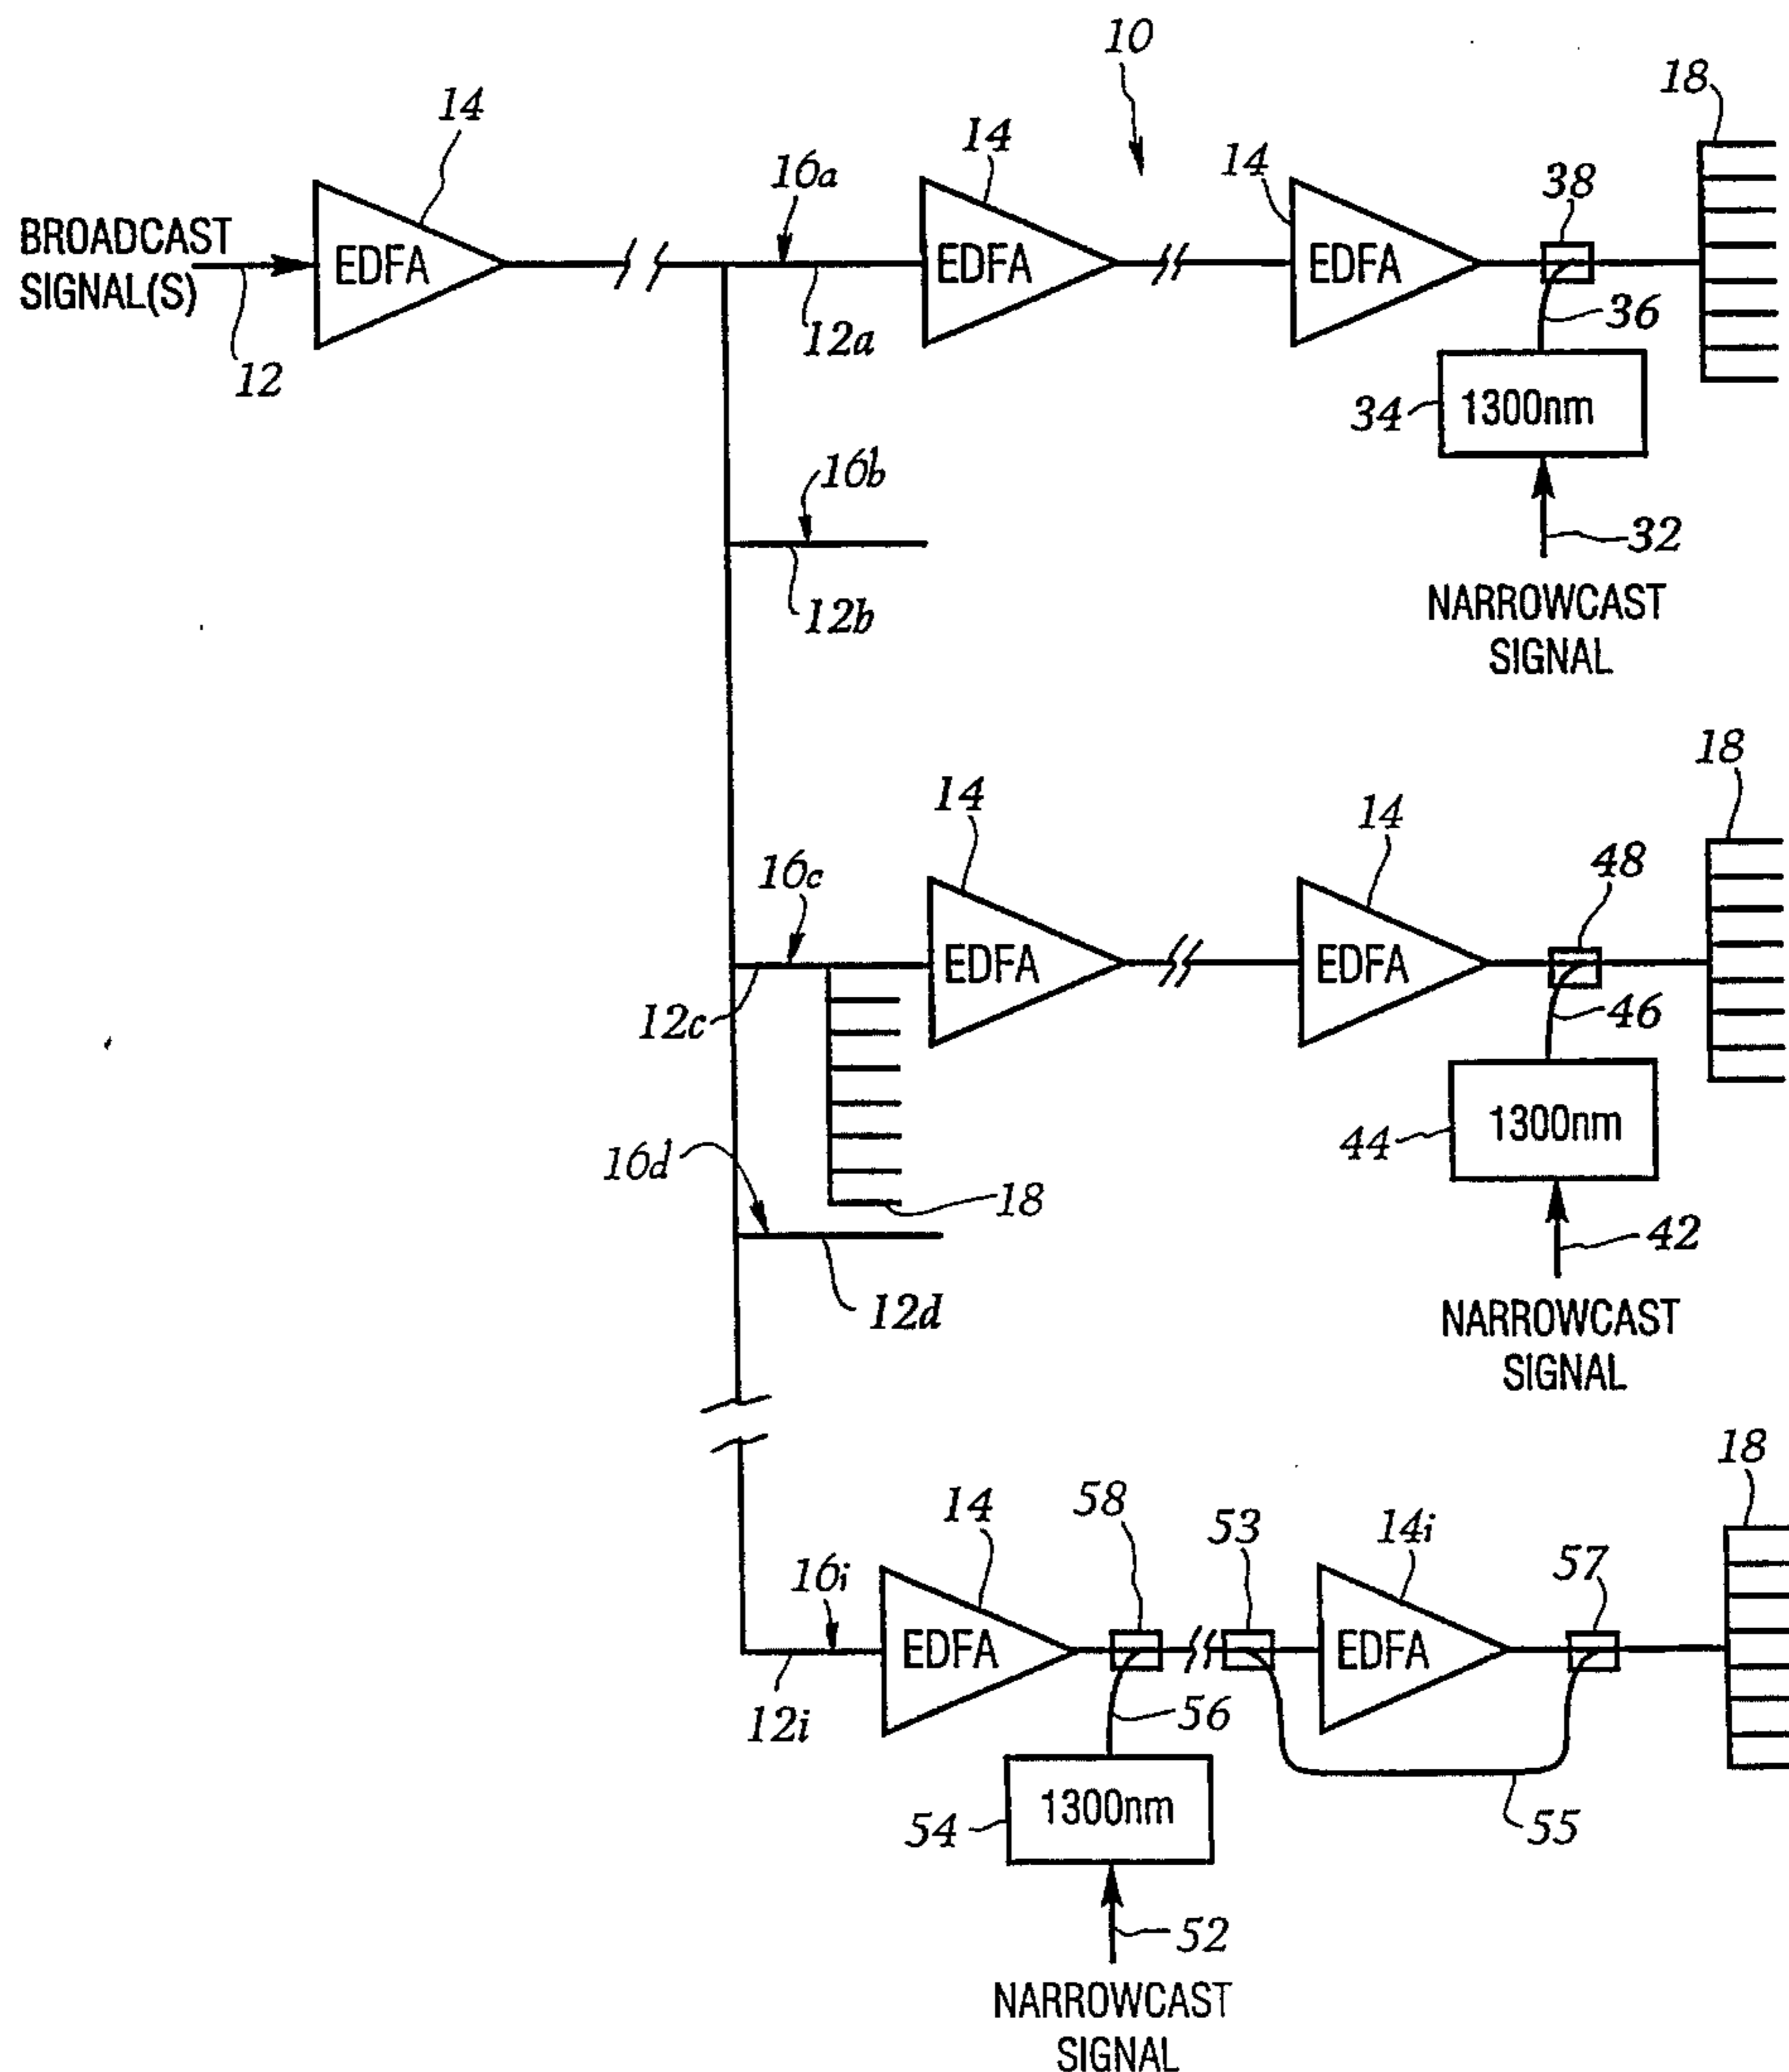 10
18
14
14
14
16a
38
BROADCAST
SIGNAL(S)
EDFA
EDFA
EDFA
12
12a
36
34
1300nm
16b
32
12b
NARROWCAST
SIGNAL
18
14
14
16c
48
EDFA
EDFA
12c
46
44
1300nm
16d
18
42
12d
NARROWCAST
SIGNAL
18
14
58
53
14i
57
16i
EDFA
EDFA
12i
56
54
1300nm
55
52
NARROWCAST
SIGNAL